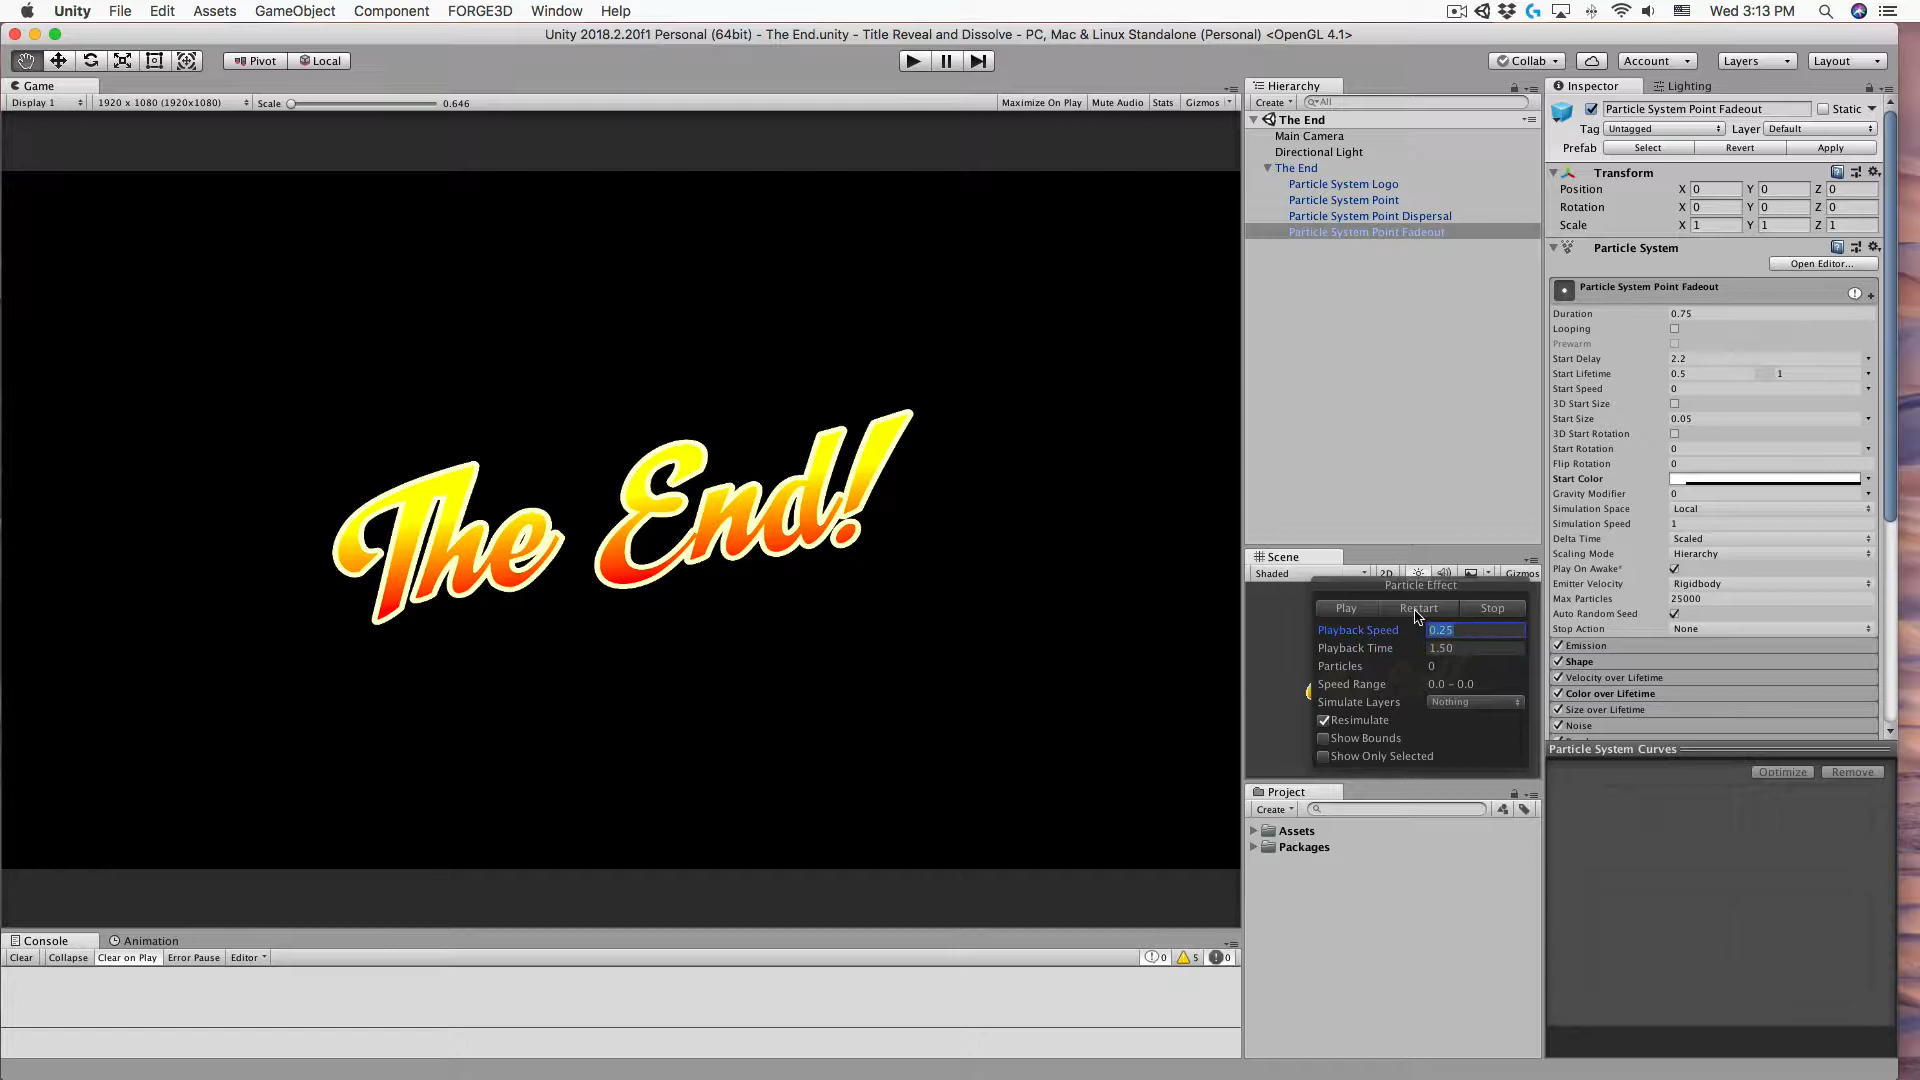 Unity File Edit Assets GameObject Component FORGE3D Window Help Wed 3:13 PM
Unity 2018.2.20f1 Personal (64bit) - The End.unity - Title Reveal and Dissolve - PC, Mac & Linux Standalone (Personal) <OpenGL 4.1>
Pivot Local Collab Account Layers Layout
Game
Display 1 1920 x 1080 (1920x1080) Scale 0.646 Maximize On Play Mute Audio Stats Gizmos
The End!
Console Animation
Clear Collapse Clear on Play Error Pause Editor 0 5 0
Hierarchy
Create All
The End
Main Camera
Directional Light
The End
Particle System Logo
Particle System Point
Particle System Point Dispersal
Particle System Point Fadeout
Scene
Shaded 2D Gizmos
Particle Effect
Play Restart Stop
Playback Speed 0.25
Playback Time 1.50
Particles 0
Speed Range 0.0 - 0.0
Simulate Layers Nothing
Resimulate
Show Bounds
Show Only Selected
Project
Create
Assets
Packages
Inspector Lighting
Particle System Point Fadeout Static
Tag Untagged Layer Default
Prefab Select Revert Apply
Transform
Position X 0 Y 0 Z 0
Rotation X 0 Y 0 Z 0
Scale X 1 Y 1 Z 1
Particle System
Open Editor...
Particle System Point Fadeout
Duration 0.75
Looping
Prewarm
Start Delay 2.2
Start Lifetime 0.5 1
Start Speed 0
3D Start Size
Start Size 0.05
3D Start Rotation
Start Rotation 0
Flip Rotation 0
Start Color
Gravity Modifier 0
Simulation Space Local
Simulation Speed 1
Delta Time Scaled
Scaling Mode Hierarchy
Play On Awake*
Emitter Velocity Rigidbody
Max Particles 25000
Auto Random Seed
Stop Action None
Emission
Shape
Velocity over Lifetime
Color over Lifetime
Size over Lifetime
Noise
Particle System Curves
Optimize Remove